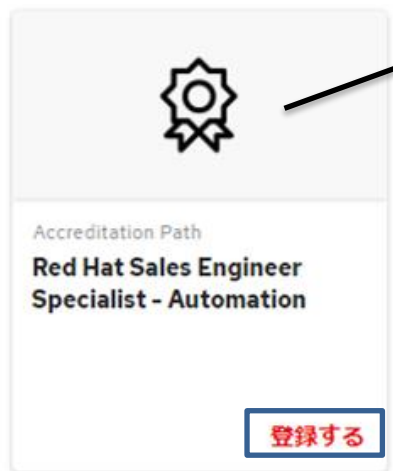 Accreditation Path
Red Hat Sales Engineer
Specialist - Automation
登録する